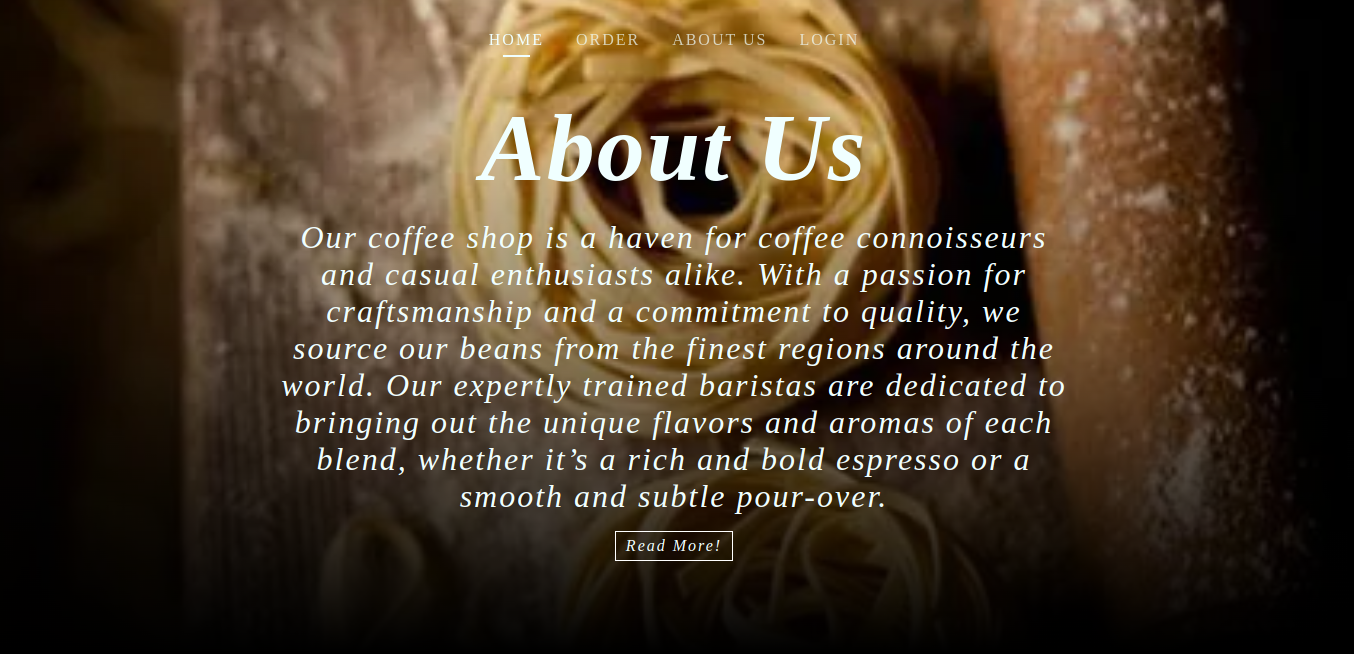 HOME ORDER ABOUT US LOGIN
About Us
Our coffee shop is a haven for coffee connoisseurs
and casual enthusiasts alike. With a passion for
craftsmanship and a commitment to quality, we
source our beans from the finest regions around the
world. Our expertly trained baristas are dedicated to
bringing out the unique flavors and aromas of each
blend, whether it’s a rich and bold espresso or a
smooth and subtle pour-over.
Read More!